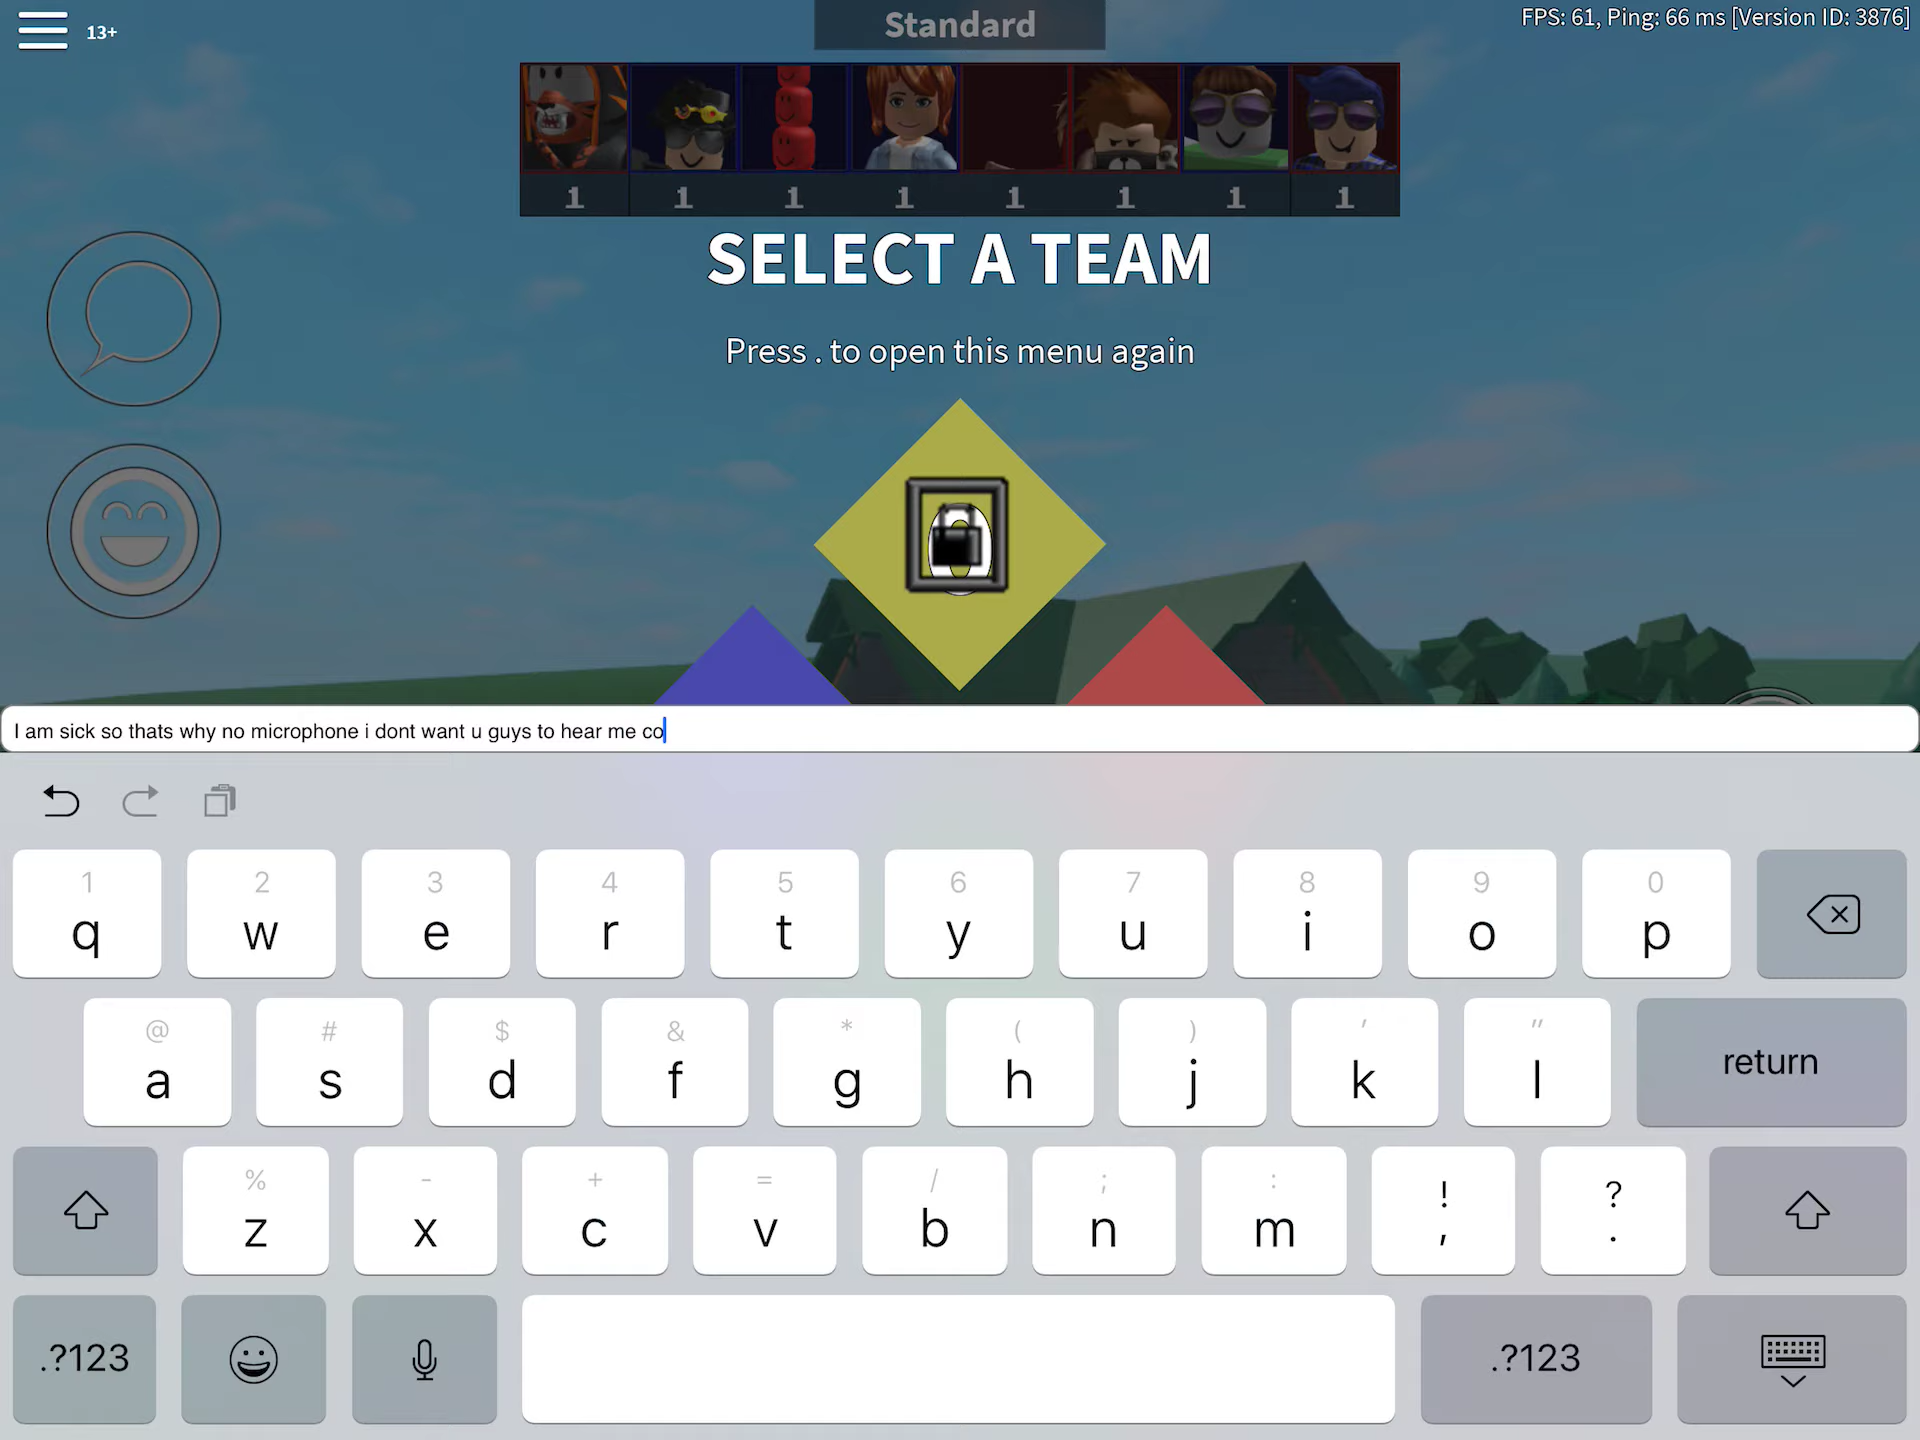 13+
Standard
FPS: 61, Ping: 66 ms [Version ID: 3876]
1 1 1 1 1 1 1 1
SELECT A TEAM
Press . to open this menu again
I am sick so thats why no microphone i dont want u guys to hear me co
1 2 3 4 5 6 7 8 9 0
q w e r t y u i o p
@ # $ & * ( ) ' "
a s d f g h j k l return
% - + = / ; : ! ?
z x c v b n m , .
.?123 .?123